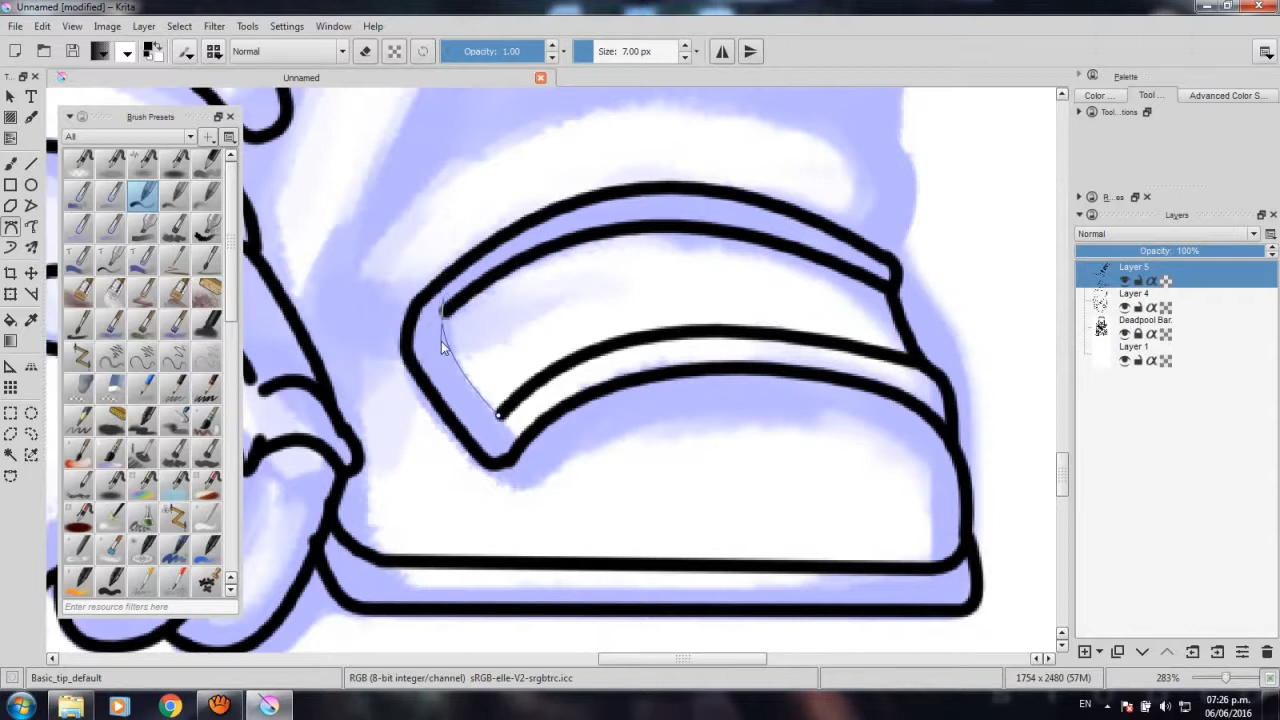 Unnamed [modified] - Krita
File Edit View Image Layer Select Filter Tools Settings Window Help
Normal Opacity: 1.00 Size: 7.00 px
Unnamed
T...
Brush Presets
All
Enter resource filters here
Palette
Color ... Tool ... Advanced Color S...
Tool...tions
R...es
Layers
Normal
Opacity: 100%
Layer 5
Layer 4
Deadpool Bar.
Layer 1
Basic_tip_default RGB (8-bit integer/channel) sRGB-elle-V2-srgbtrc.icc 1754 x 2480 (57M) 283%
EN 07:26 p.m.
06/06/2016